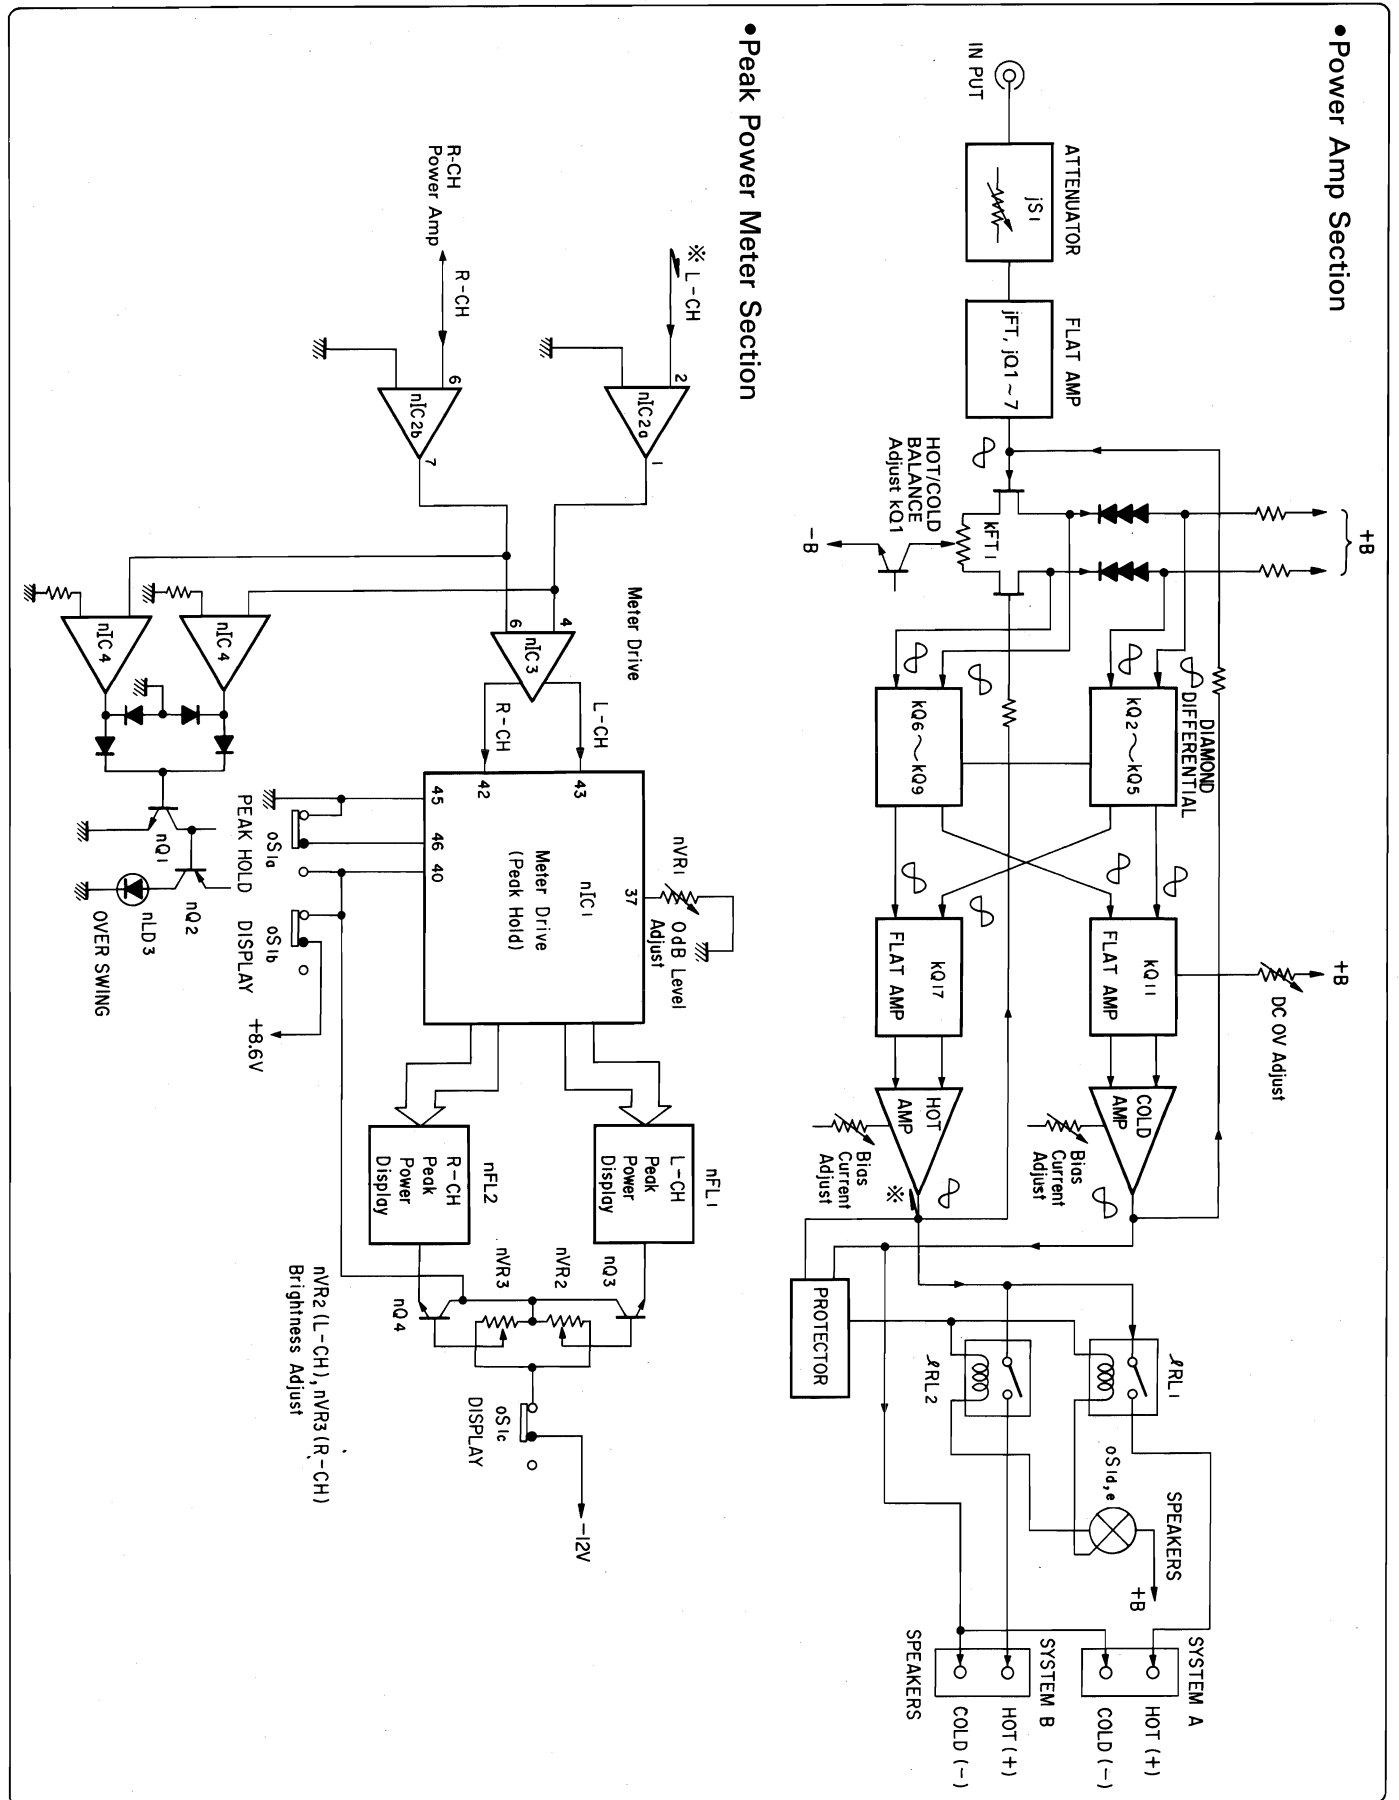 •Power Amp Section
IN PUT
ATTENUATOR
jS1
FLAT AMP
jFT, jQ1~7
HOT/COLD
BALANCE
Adjust kQ1
-B
kFT1
+B
DIAMOND
DIFFERENTIAL
kQ2~kQ5
kQ6~kQ9
+B
DC 0V Adjust
kQ11
FLAT AMP
kQ17
FLAT AMP
COLD
AMP
Bias
Current
Adjust
HOT
AMP
Bias
Current
Adjust
※
PROTECTOR
ℓRL1
ℓRL2
oS1d,e
SPEAKERS
+B
SYSTEM A
HOT (+)
COLD (-)
SYSTEM B
HOT (+)
COLD (-)
SPEAKERS
•Peak Power Meter Section
※ L-CH
2
nIC2a
1
R-CH
Power Amp
R-CH
6
nIC2b
7
Meter Drive
4
6
nIC3
L-CH
R-CH
nIC4
nIC4
43
42
45
46
40
37
nIC1
Meter Drive
(Peak Hold)
nVR1
0dB Level
Adjust
PEAK HOLD
oS1a
DISPLAY
oS1b
+8.6V
nQ1
nQ2
nLD3
OVER SWING
nFL1
L-CH
Peak
Power
Display
nFL2
R-CH
Peak
Power
Display
nQ3
nVR2
nVR3
nQ4
nVR2 (L-CH), nVR3 (R-CH)
Brightness Adjust
oS1c
DISPLAY
-12V